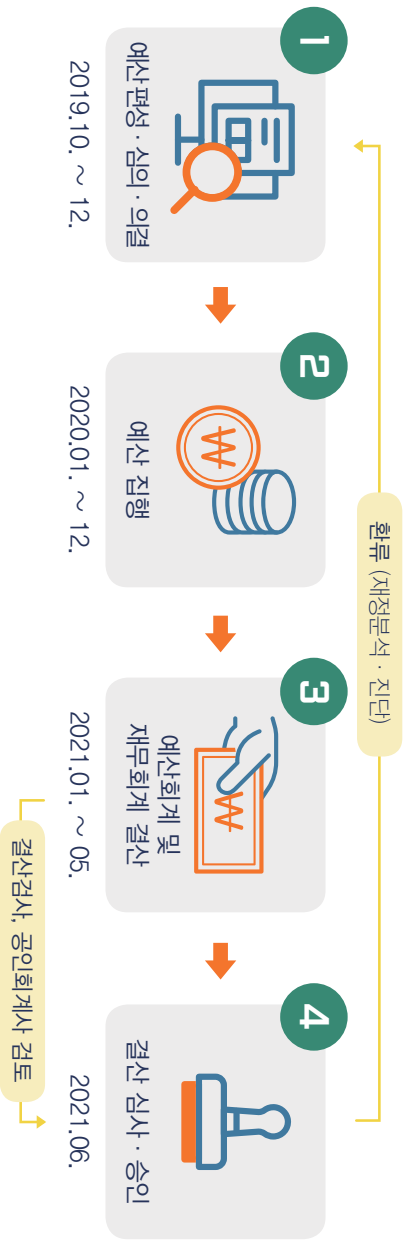 환류 (재정분석 · 진단)
1
예산 편성 · 심의 · 의결
2019.10. ~ 12.
2
₩
예산 집행
2020.01. ~ 12.
3
₩
예산회계 및
재무회계 결산
2021.01. ~ 05.
4
결산 심사 · 승인
2021.06.
결산검사, 공인회계사 검토